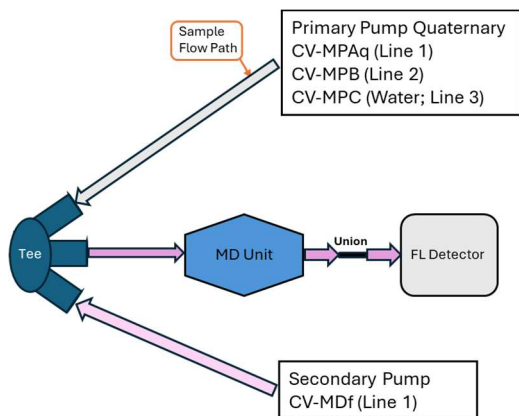 Sample
Flow Path
Primary Pump Quaternary
CV-MPAq (Line 1)
CV-MPB (Line 2)
CV-MPC (Water; Line 3)
Tee
MD Unit
Union
FL Detector
Secondary Pump
CV-MDf (Line 1)